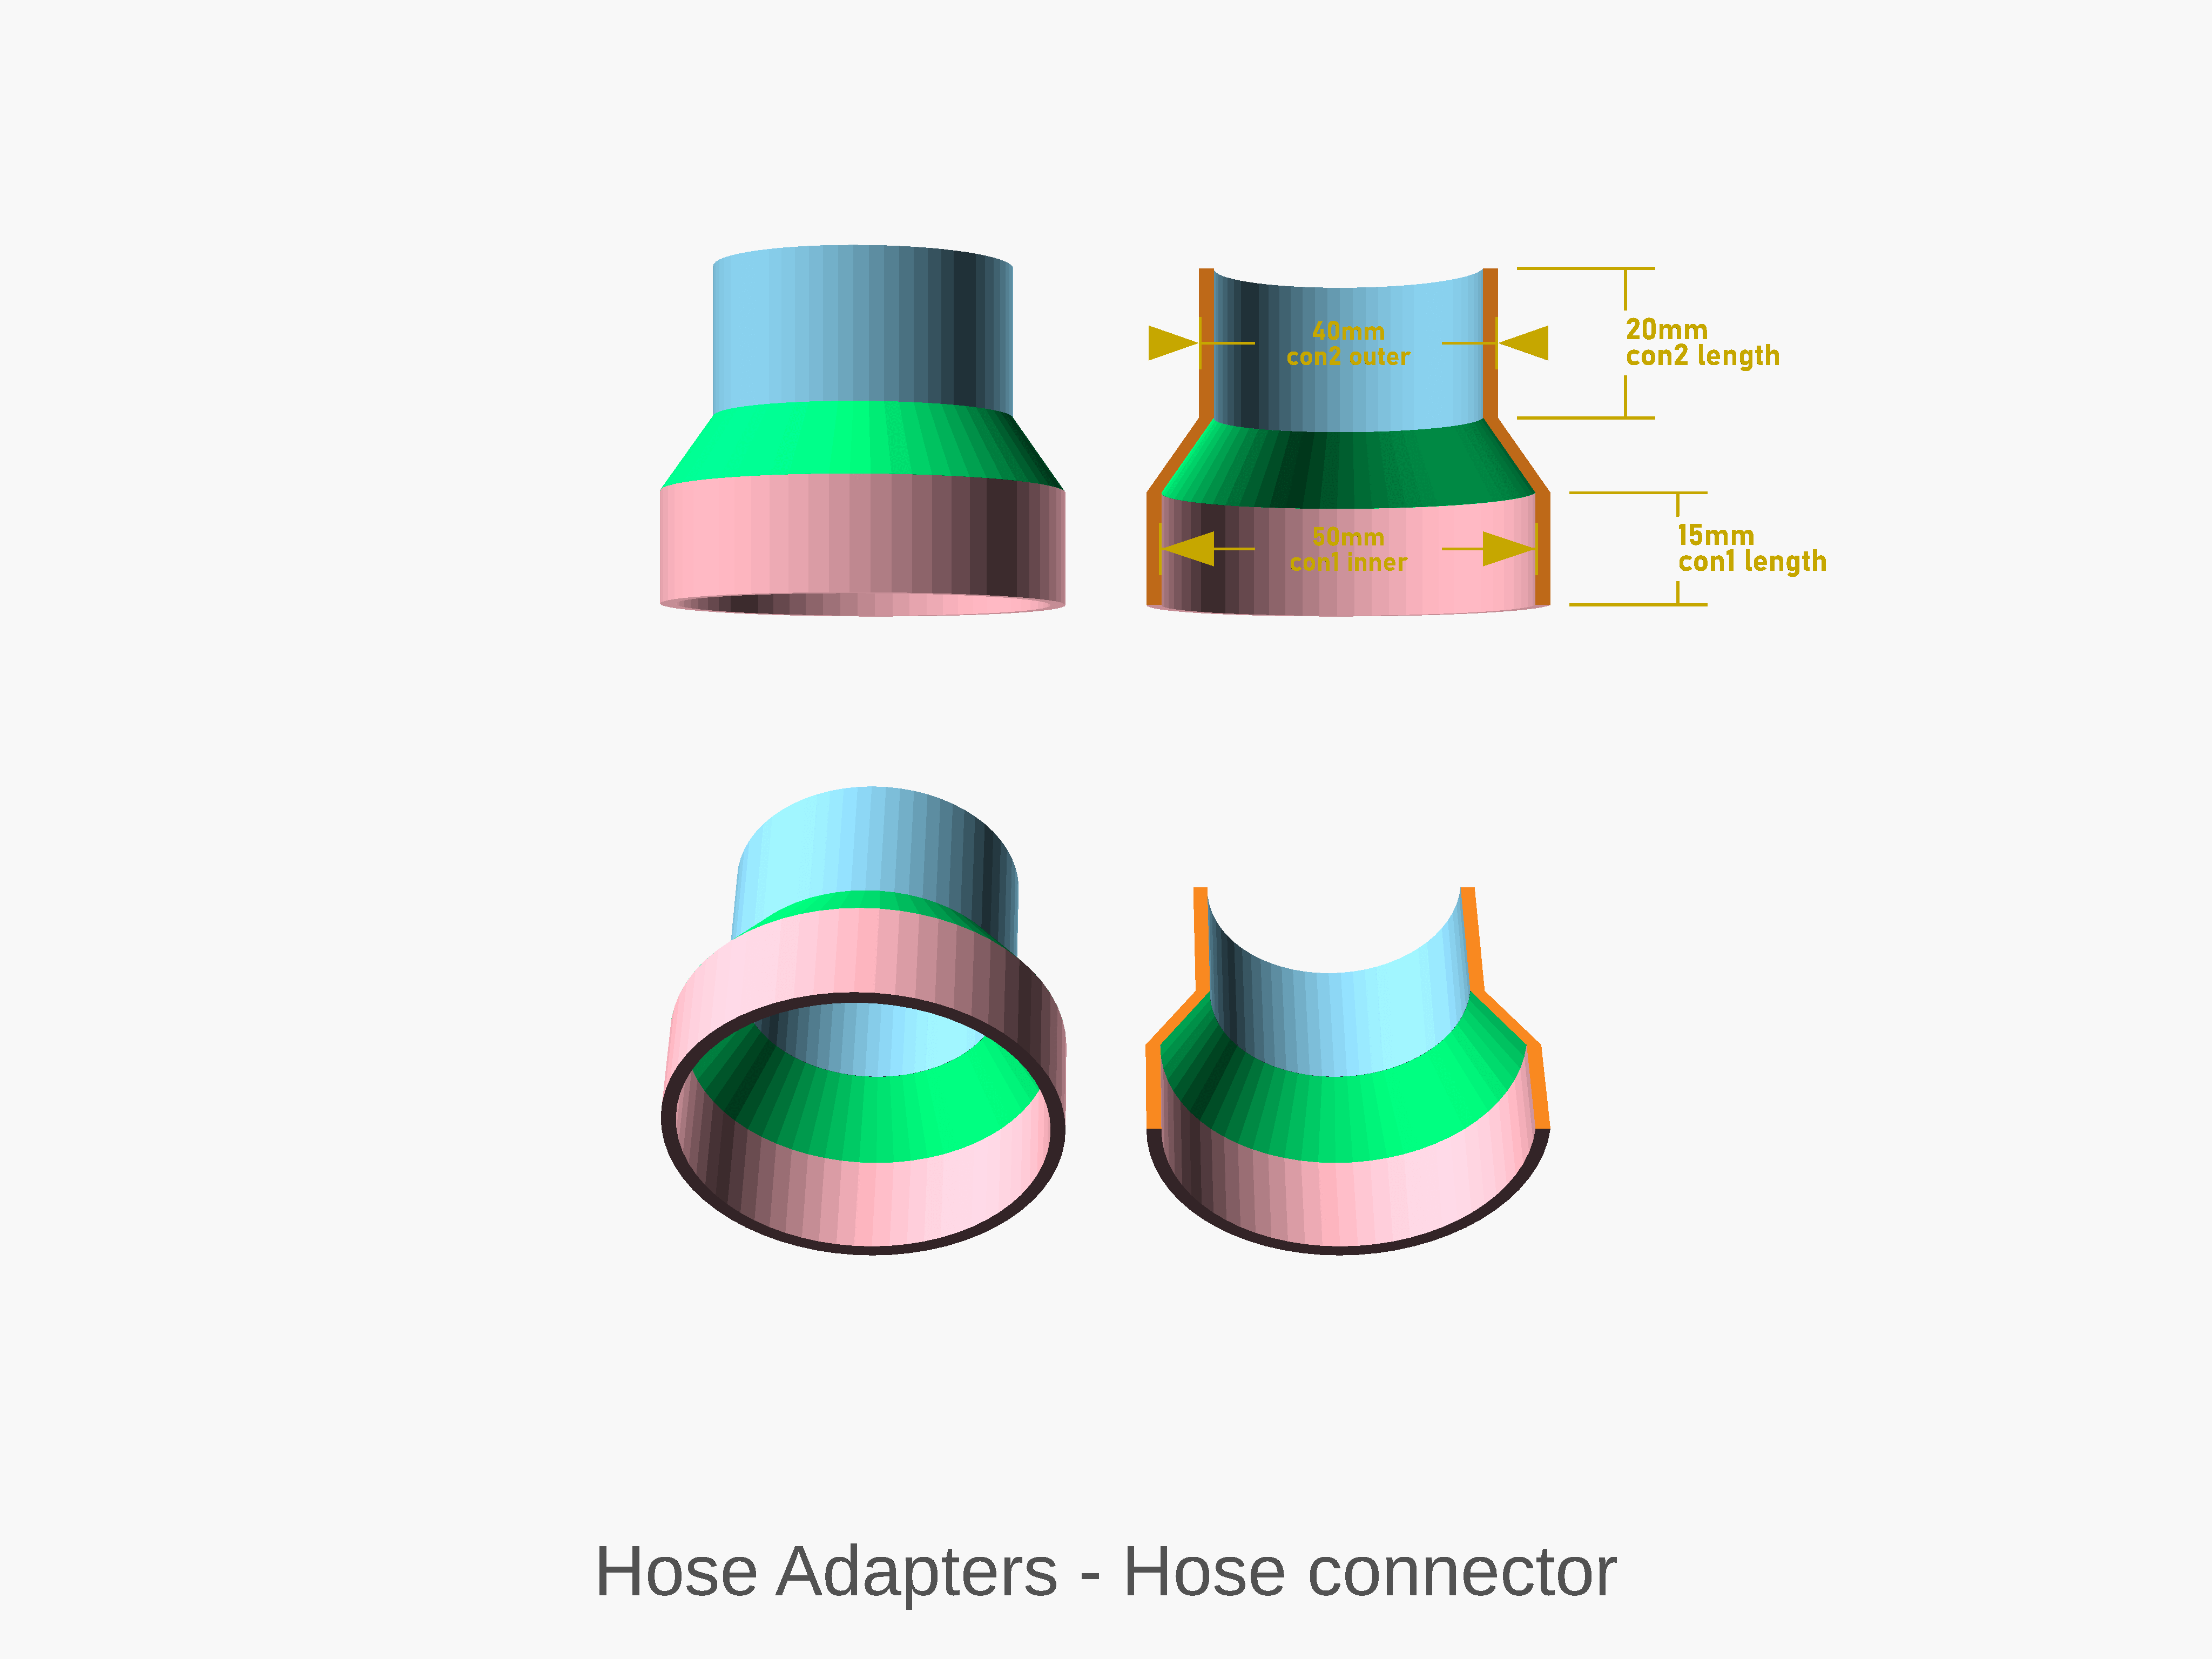 40mm
con2 outer
20mm
con2 length
50mm
con1 inner
15mm
con1 length
Hose Adapters - Hose connector